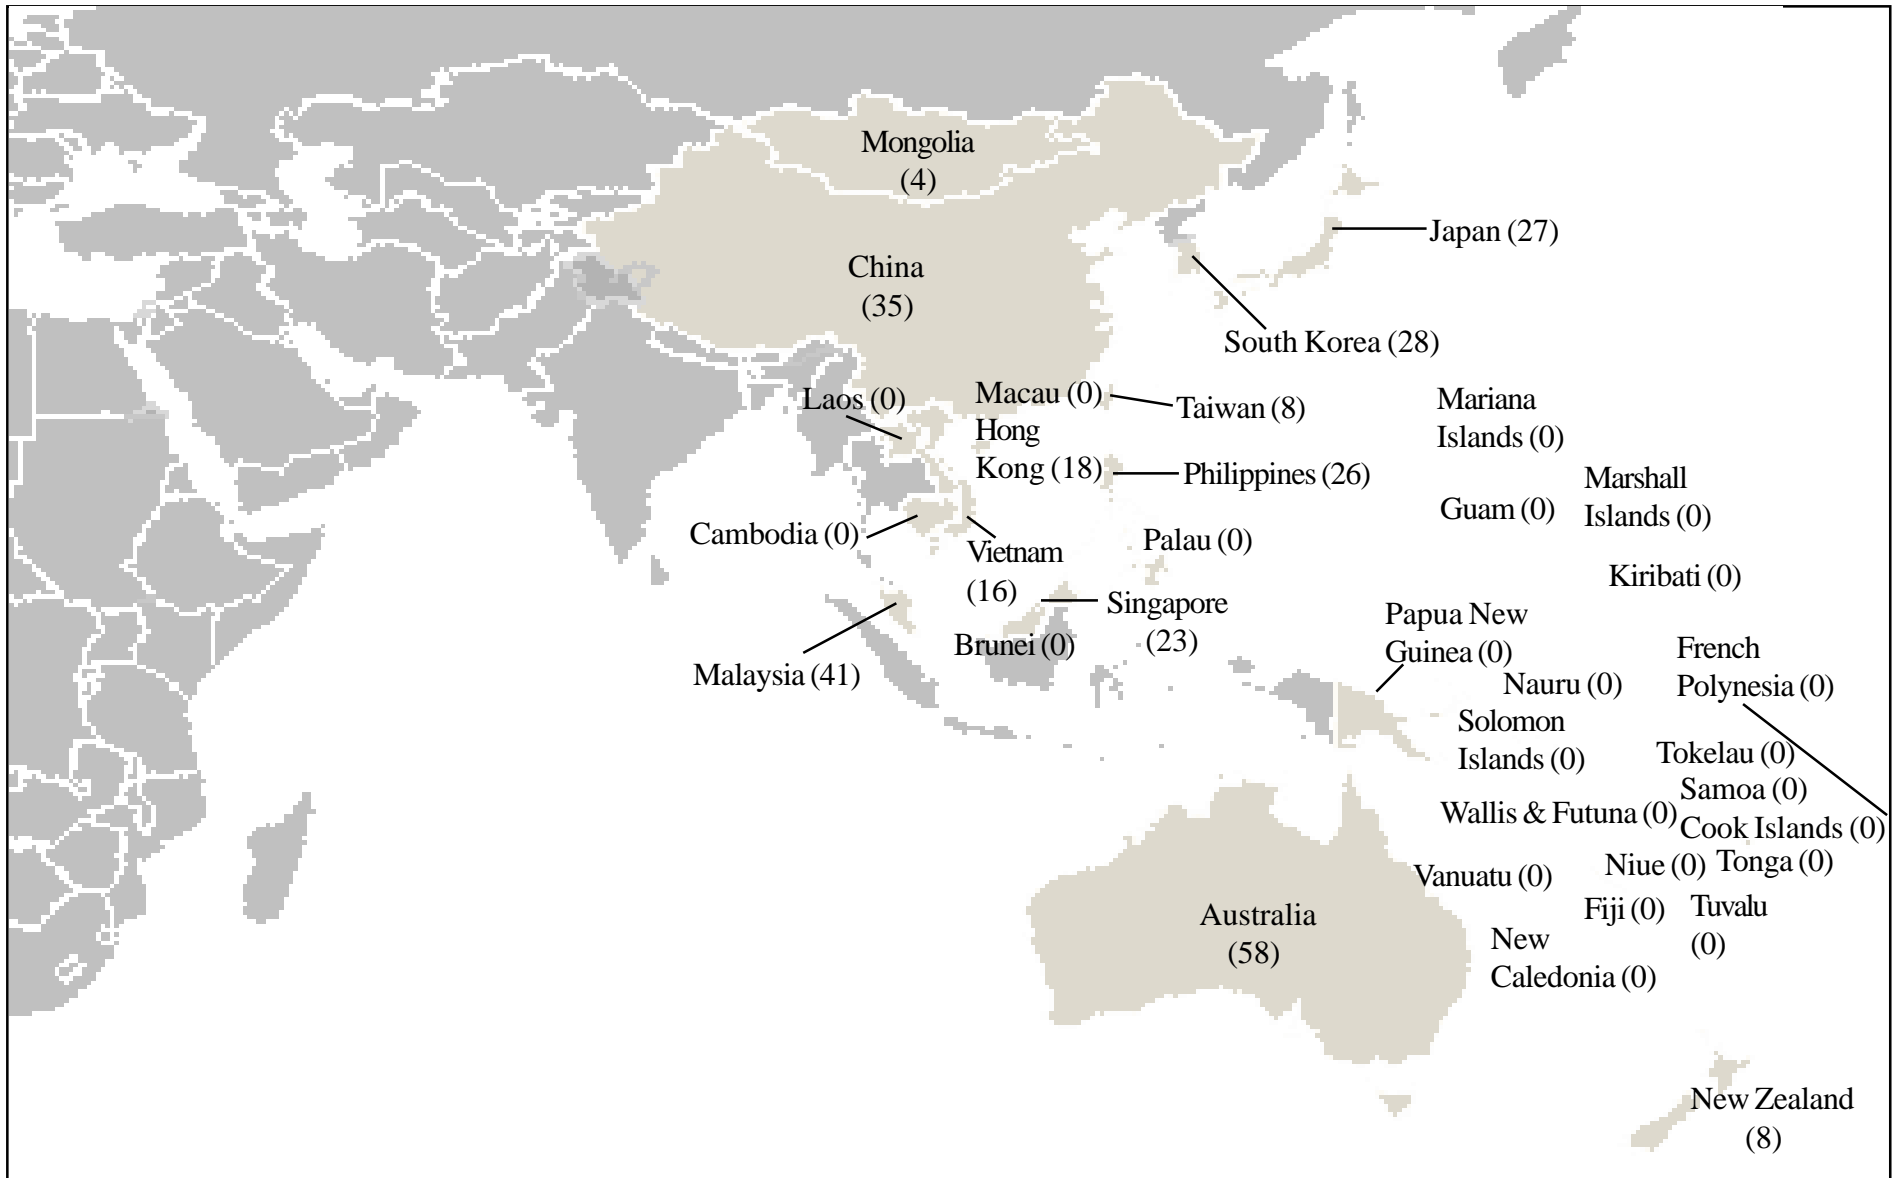 Mongolia
(4)
Japan (27)
China
(35)
South Korea (28)
Laos (0)
Macau (0)
Hong
Kong (18)
Taiwan (8)
Mariana
Islands (0)
Philippines (26)
Marshall
Islands (0)
Guam (0)
Cambodia (0)
Vietnam
(16)
Palau (0)
Kiribati (0)
Singapore
(23)
Brunei (0)
Malaysia (41)
Papua New
Guinea (0)
French
Polynesia (0)
Nauru (0)
Solomon
Islands (0)
Tokelau (0)
Samoa (0)
Wallis & Futuna (0)
Cook Islands (0)
Vanuatu (0)
Niue (0)
Tonga (0)
Fiji (0)
Tuvalu
(0)
Australia
(58)
New
Caledonia (0)
New Zealand
(8)